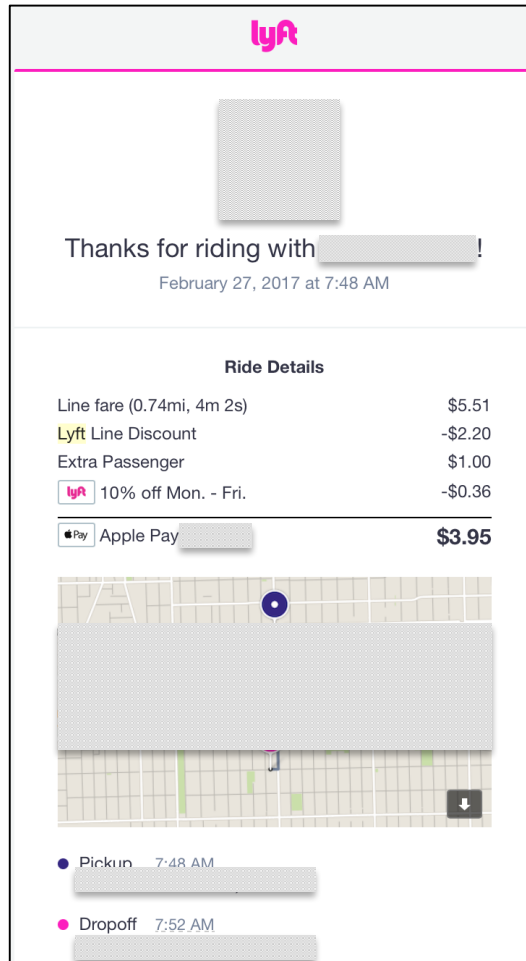 lyft
Thanks for riding with !
February 27, 2017 at 7:48 AM
Ride Details
Line fare (0.74mi, 4m 2s) $5.51
Lyft Line Discount -$2.20
Extra Passenger $1.00
lyft 10% off Mon. - Fri. -$0.36
Pay Apple Pay $3.95
Pickup 7:48 AM
Dropoff 7:52 AM